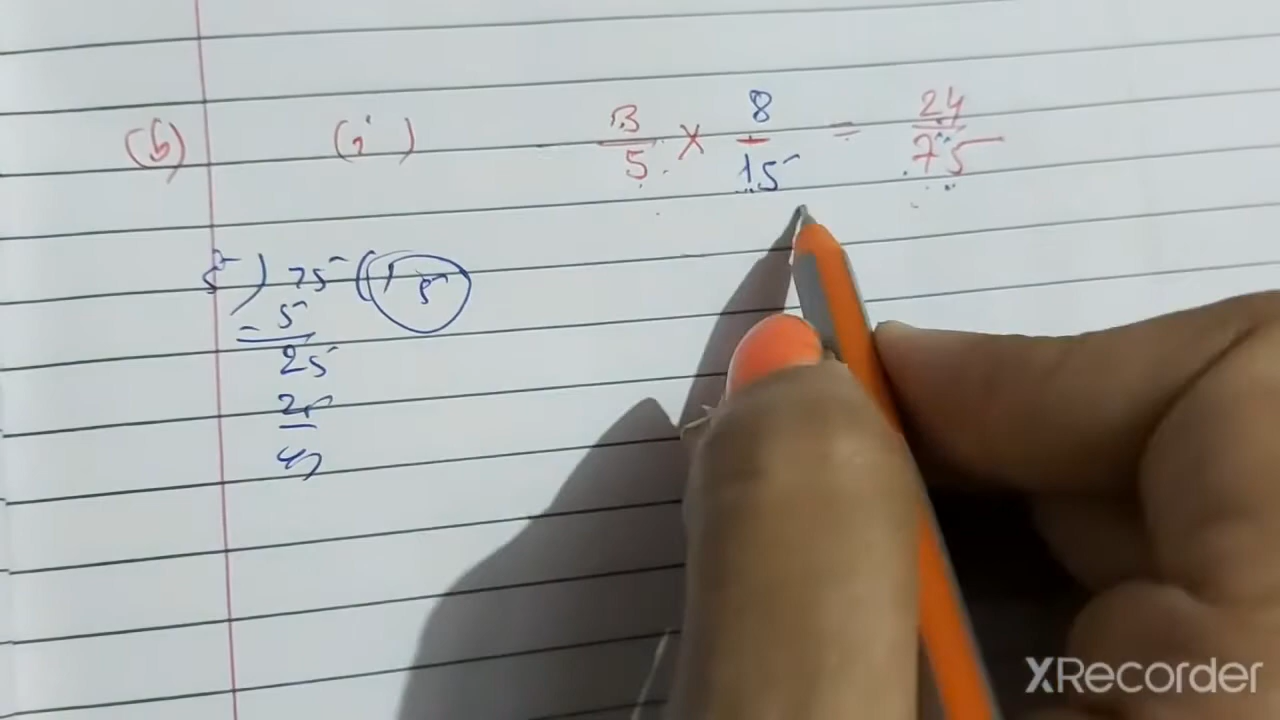 (b) (i) 3/5 × 8/15 = 24/75
5 ) 75 ( 15
- 5
25
25
XRecorder